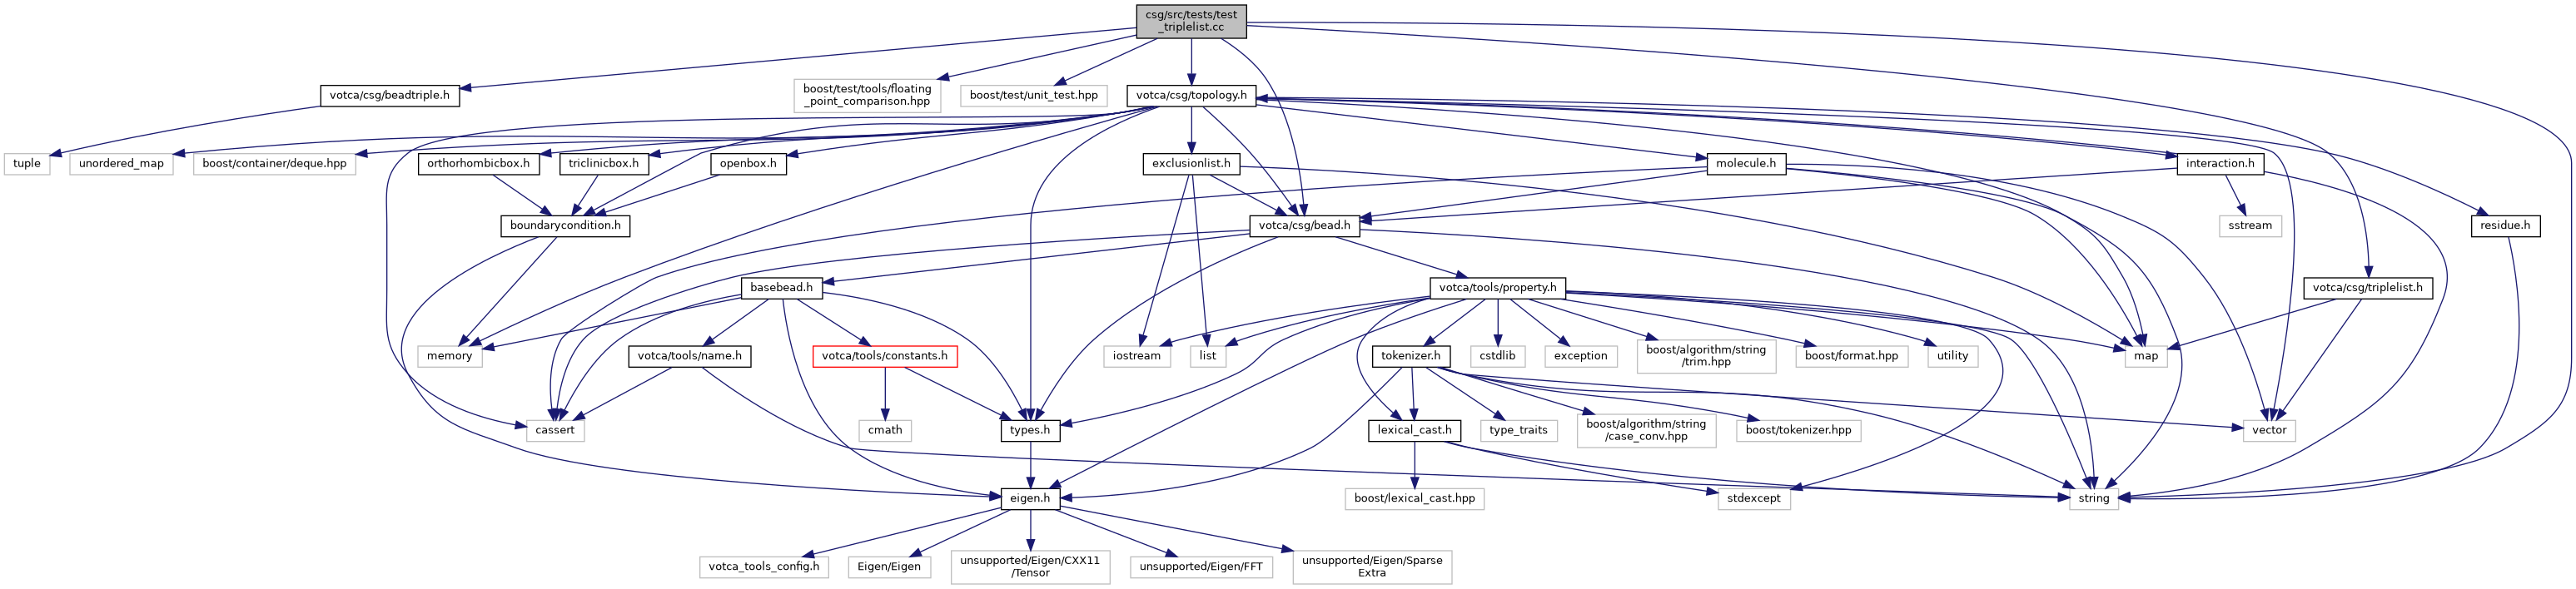 csg/src/tests/test
_triplelist.cc
votca/csg/beadtriple.h
boost/test/tools/floating
_point_comparison.hpp
boost/test/unit_test.hpp
votca/csg/topology.h
tuple
unordered_map
boost/container/deque.hpp
orthorhombicbox.h
triclinicbox.h
openbox.h
exclusionlist.h
molecule.h
interaction.h
boundarycondition.h
votca/csg/bead.h
sstream
residue.h
basebead.h
votca/tools/property.h
votca/csg/triplelist.h
memory
votca/tools/name.h
votca/tools/constants.h
iostream
list
tokenizer.h
cstdlib
exception
boost/algorithm/string
/trim.hpp
boost/format.hpp
utility
map
cassert
cmath
types.h
lexical_cast.h
type_traits
boost/algorithm/string
/case_conv.hpp
boost/tokenizer.hpp
vector
eigen.h
boost/lexical_cast.hpp
stdexcept
string
votca_tools_config.h
Eigen/Eigen
unsupported/Eigen/CXX11
/Tensor
unsupported/Eigen/FFT
unsupported/Eigen/Sparse
Extra